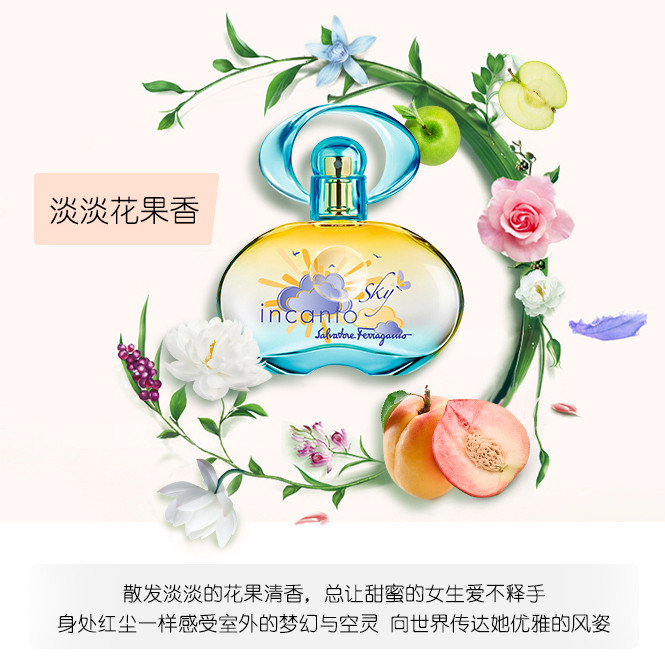 淡淡花果香
Sky
incanto
Salvatore Ferragamo
散发淡淡的花果清香，总让甜蜜的女生爱不释手
身处红尘一样感受室外的梦幻与空灵 向世界传达她优雅的风姿